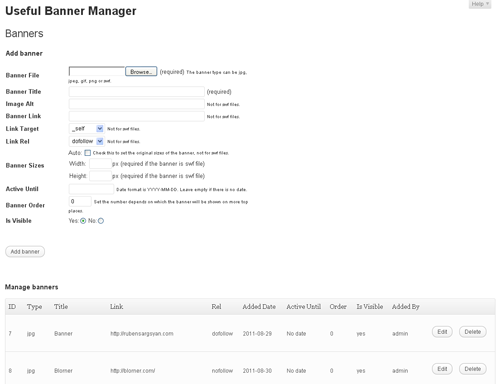 Help
Useful Banner Manager
Banners
Add banner
Banner File Browse... (required) The banner type can be jpg, jpeg, gif, png or swf.
Banner Title (required)
Image Alt Not for swf files.
Banner Link Not for swf files.
Link Target _self Not for swf files.
Link Rel dofollow Not for swf files.
Auto: Check this to set the original sizes of the banner, not for swf files.
Banner Sizes Width: px (required if the banner is swf file)
Height: px (required if the banner is swf file)
Active Until Date format is YYYY-MM-DD. Leave empty if there is no date.
Banner Order 0 Set the number depends on which the banner will be shown on more top places.
Is Visible Yes: No:
Add banner
Manage banners
ID Type Title Link Rel Added Date Active Until Order Is Visible Added By
7 jpg Banner http://rubensargsyan.com dofollow 2011-08-29 No date 0 yes admin Edit Delete
8 jpg Blomer http://blomer.com/ nofollow 2011-08-30 No date 0 yes admin Edit Delete